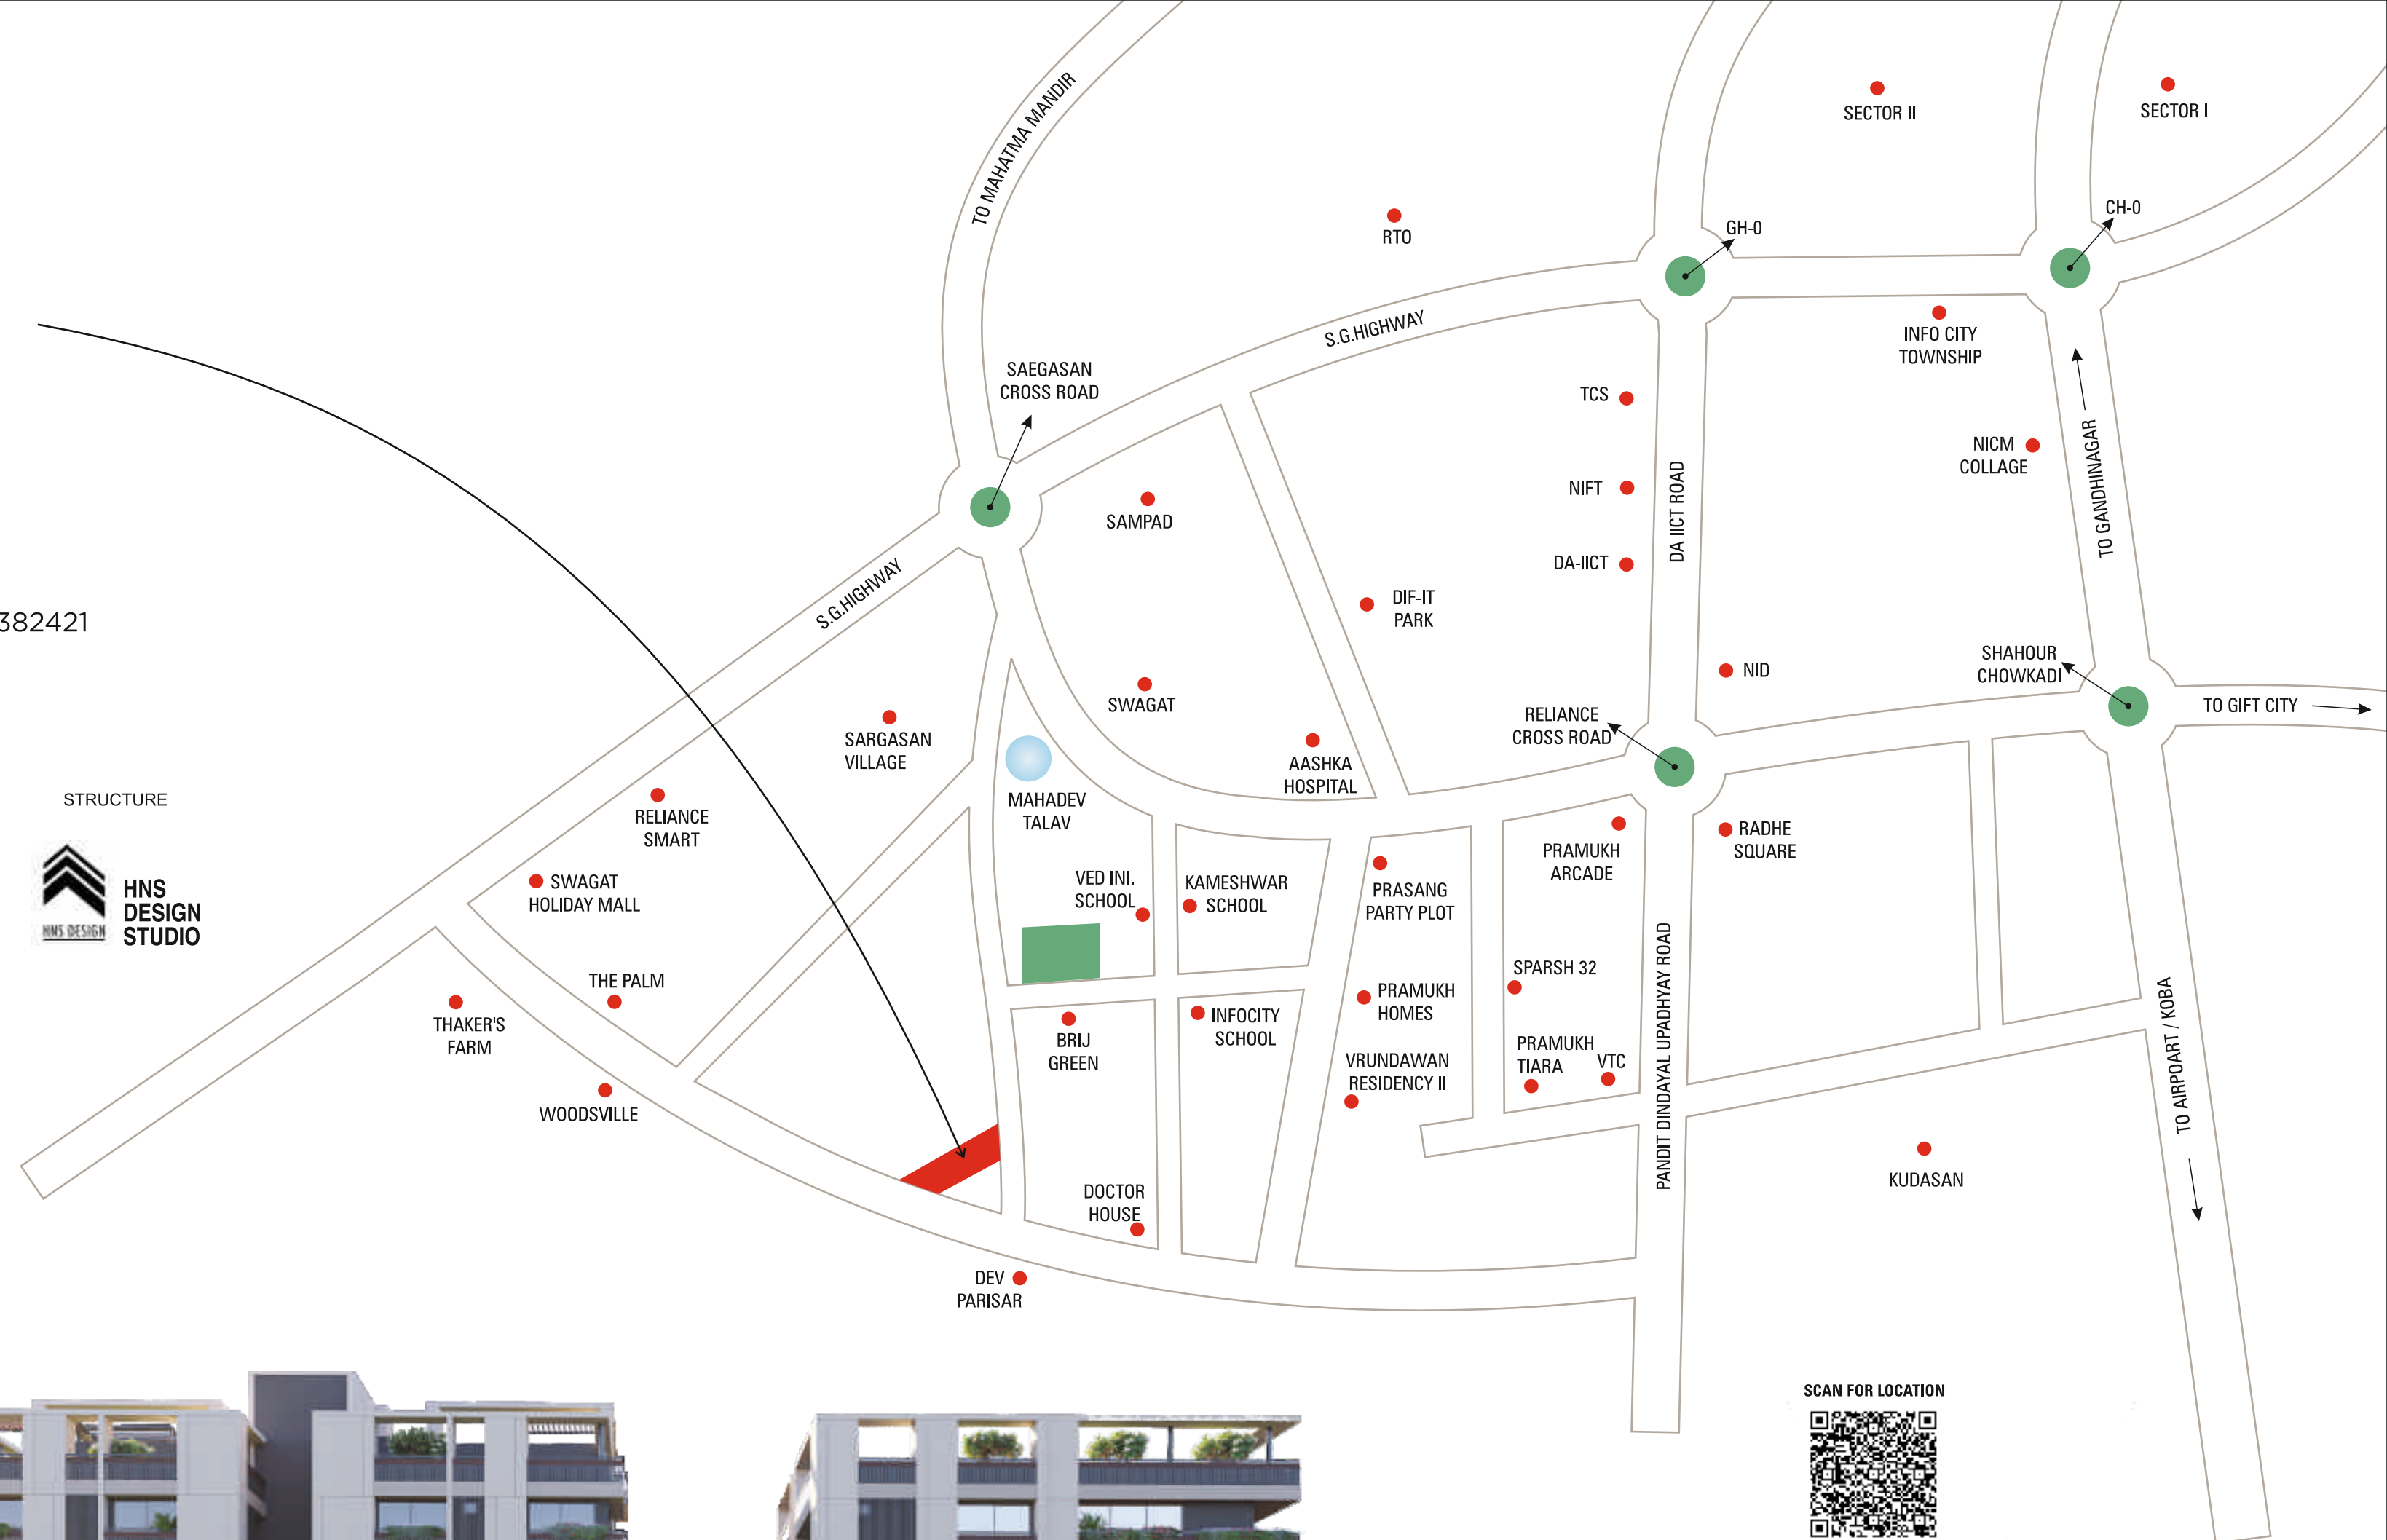 TO MAHATMA MANDIR
SECTOR II
SECTOR I
RTO
GH-0
CH-0
S.G.HIGHWAY
INFO CITY
TOWNSHIP
SAEGASAN
CROSS ROAD
TCS
NICM
COLLAGE
TO GANDHINAGAR
NIFT
DA IICT ROAD
SAMPAD
DA-IICT
S.G.HIGHWAY
DIF-IT
PARK
382421
NID
SHAHOUR
CHOWKADI
SWAGAT
TO GIFT CITY
RELIANCE
CROSS ROAD
SARGASAN
VILLAGE
AASHKA
HOSPITAL
STRUCTURE
MAHADEV
TALAV
RELIANCE
SMART
RADHE
SQUARE
PRAMUKH
ARCADE
HNS
DESIGN
STUDIO
HNS DESIGN
SWAGAT
HOLIDAY MALL
VED INI.
SCHOOL
KAMESHWAR
SCHOOL
PRASANG
PARTY PLOT
PANDIT DINDAYAL UPADHYAY ROAD
SPARSH 32
THE PALM
PRAMUKH
HOMES
THAKER'S
FARM
INFOCITY
SCHOOL
BRIJ
GREEN
PRAMUKH
TIARA
VTC
VRUNDAWAN
RESIDENCY II
TO AIRPOART / KOBA
WOODSVILLE
KUDASAN
DOCTOR
HOUSE
DEV
PARISAR
SCAN FOR LOCATION